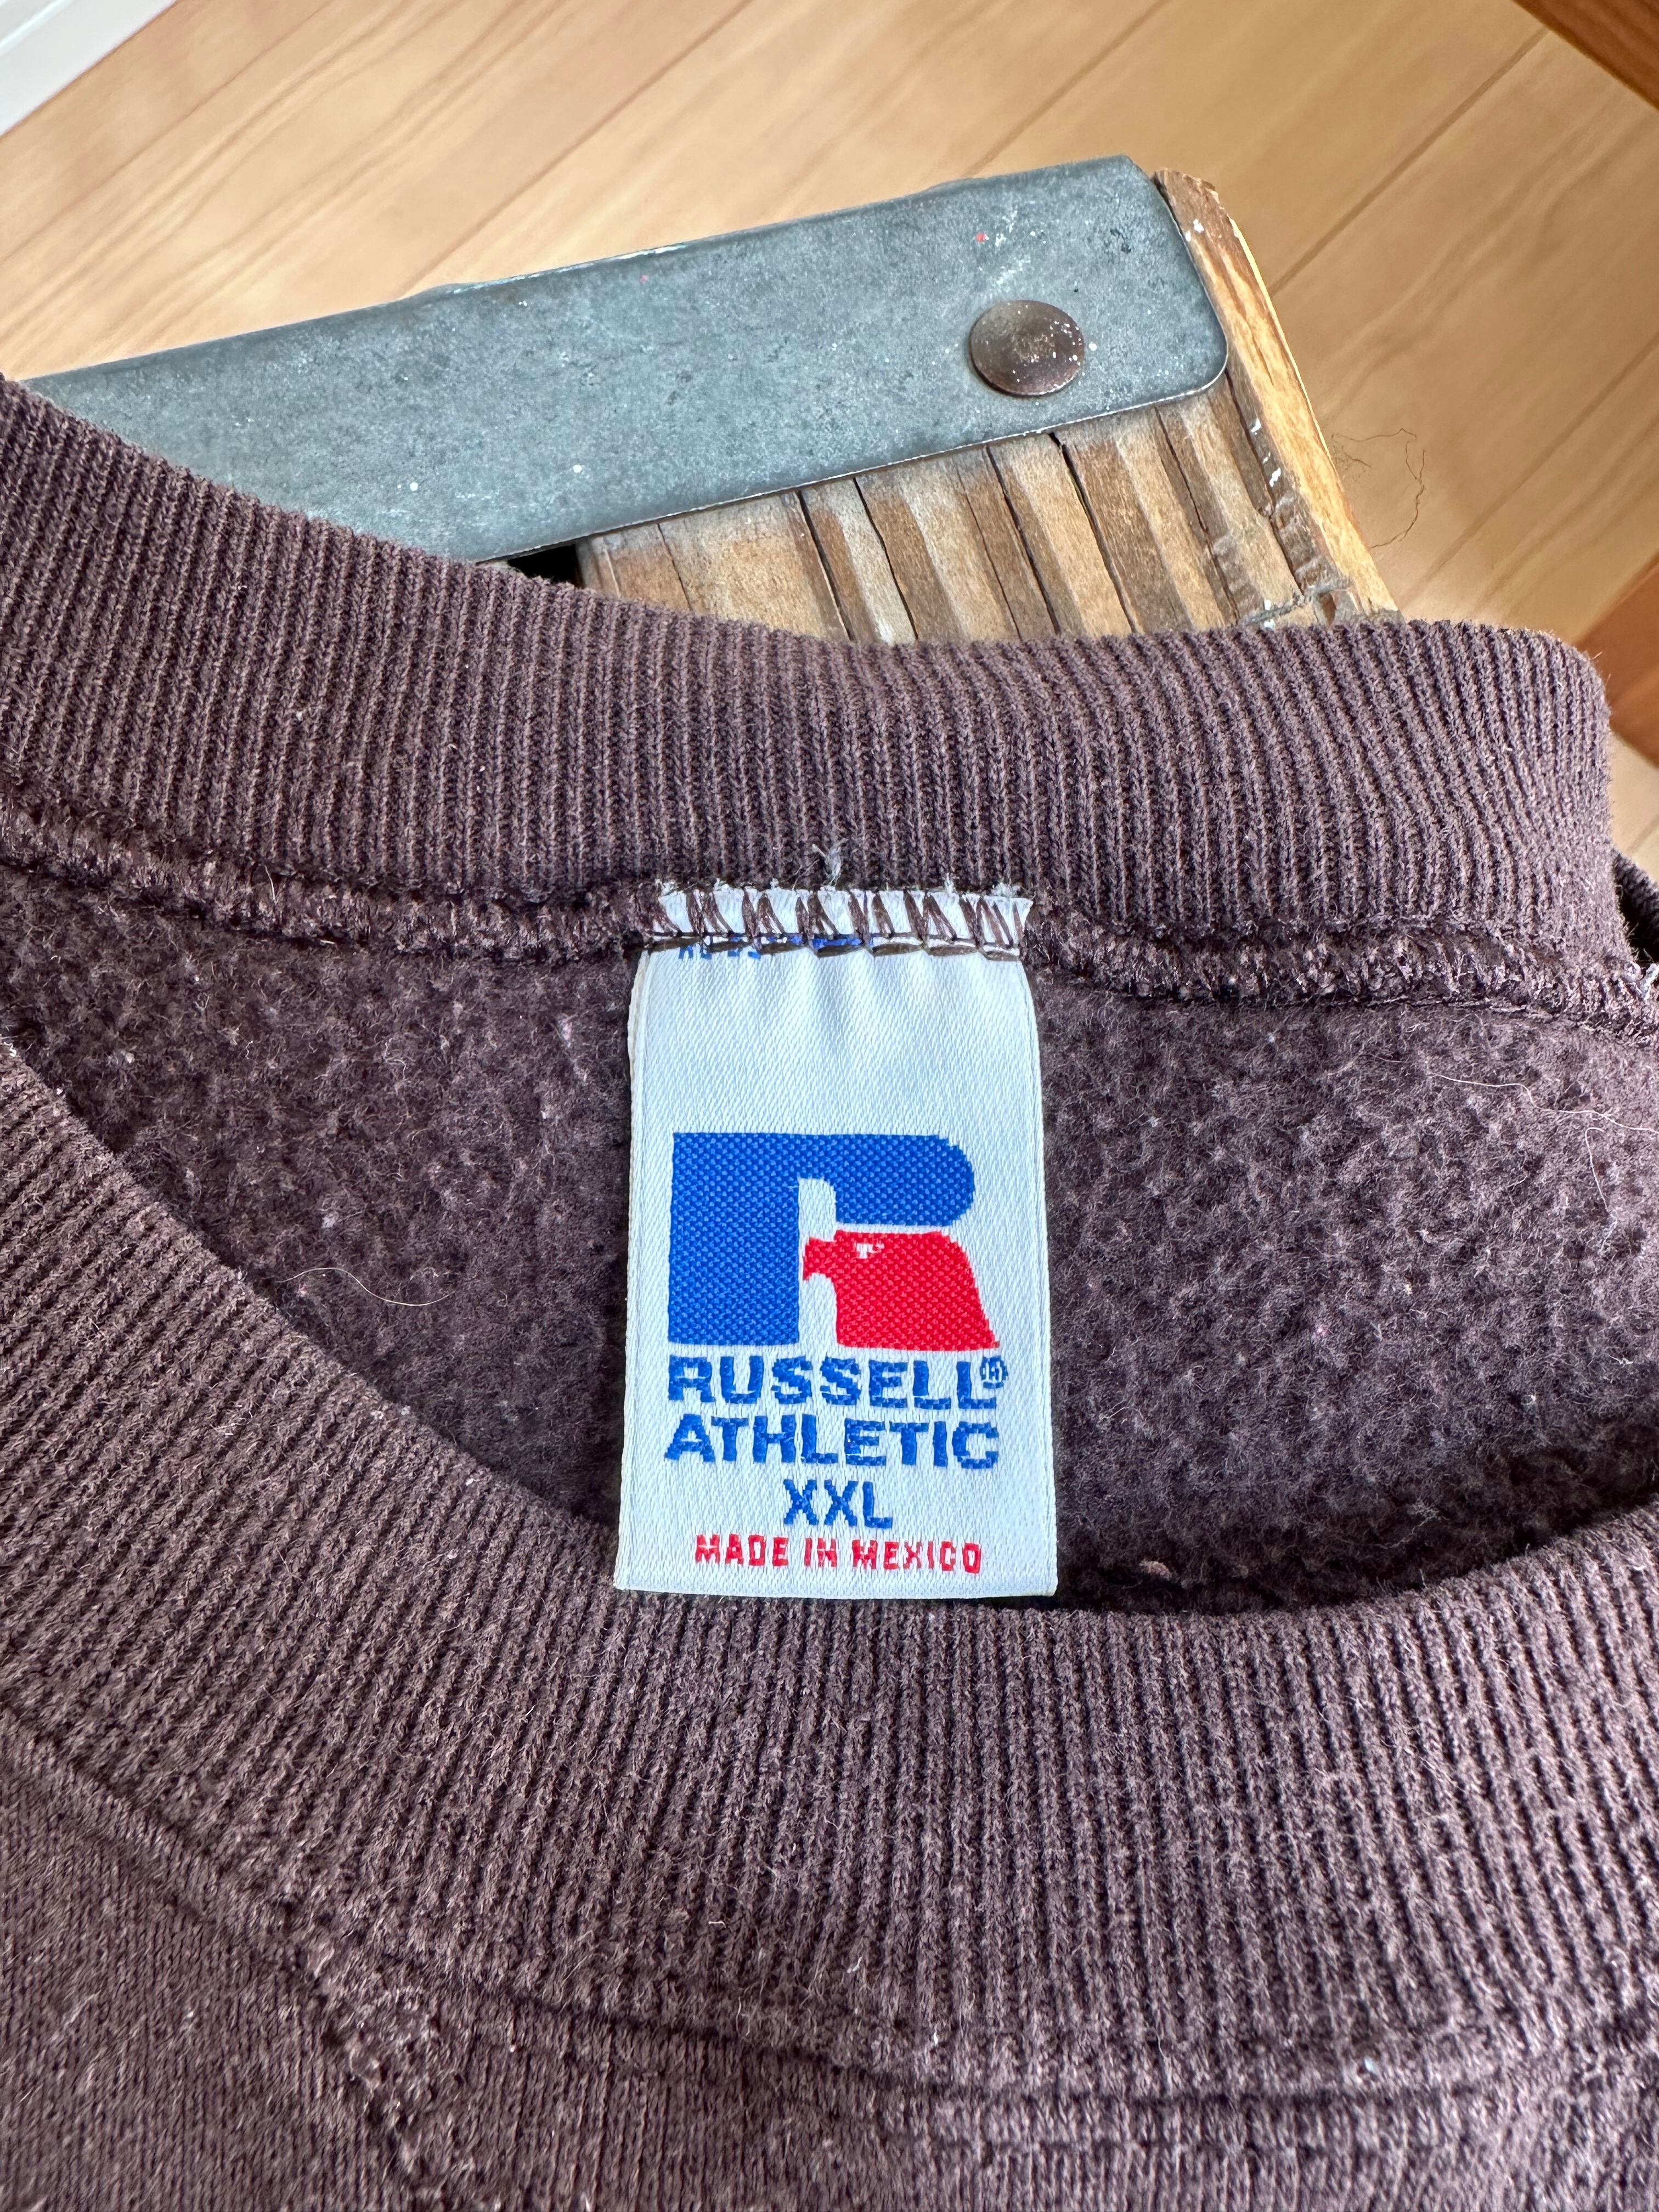 RUSSELL®
ATHLETIC
XXL
MADE IN MEXICO